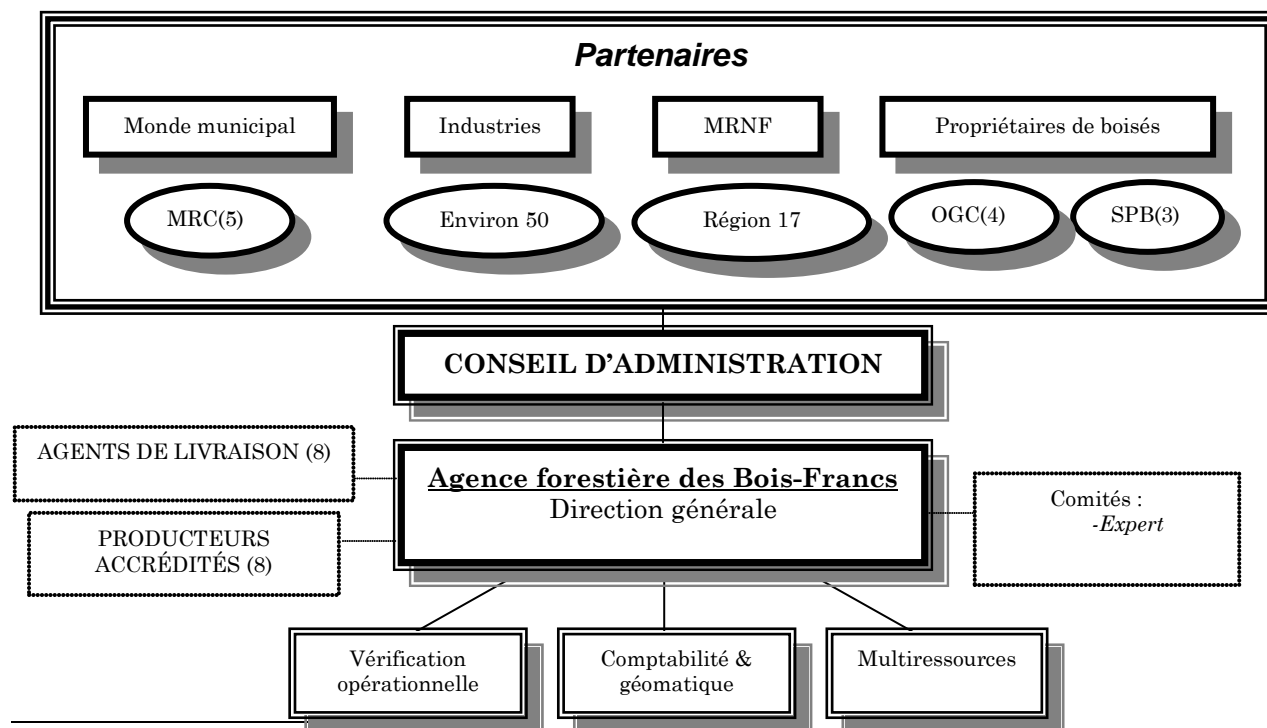 Partenaires
Monde municipal
Industries
MRNF
Propriétaires de boisés
MRC(5)
Environ 50
Région 17
OGC(4)
SPB(3)
CONSEIL D’ADMINISTRATION
AGENTS DE LIVRAISON (8)
PRODUCTEURS
ACCRÉDITÉS (8)
Agence forestière des Bois-Francs
Direction générale
Comités :
-Expert
Vérification
opérationnelle
Comptabilité &
géomatique
Multiressources